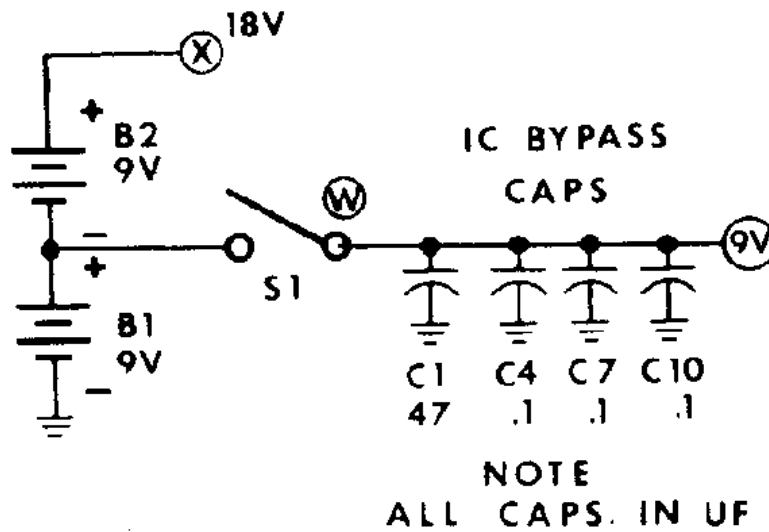 X 18V
+
B2
9V
IC BYPASS
CAPS
W
−
+
S1
9V
B1
9V
−
C1 C4 C7 C10
47 .1 .1 .1
NOTE
ALL CAPS. IN UF